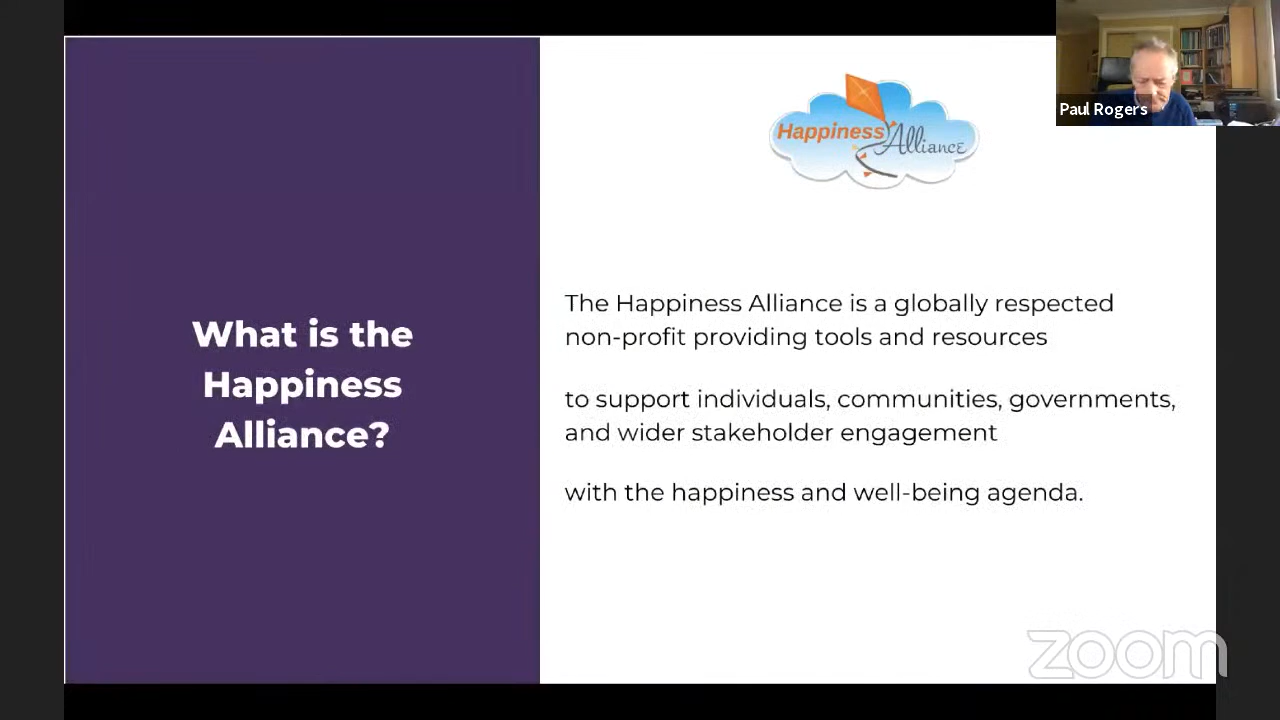 Happiness Alliance
Paul Rogers
What is the
Happiness
Alliance?
The Happiness Alliance is a globally respected
non-profit providing tools and resources
to support individuals, communities, governments,
and wider stakeholder engagement
with the happiness and well-being agenda.
zoom